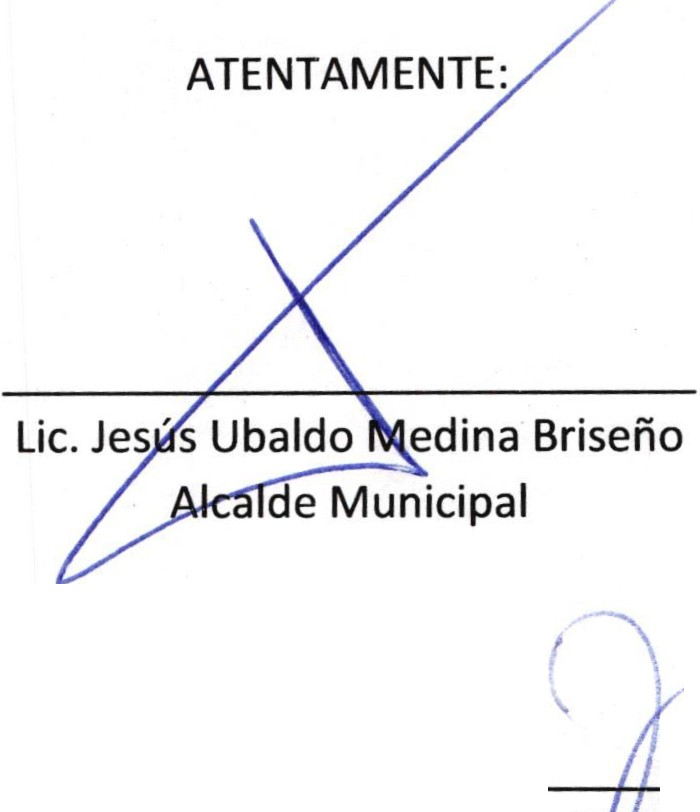 ATENTAMENTE:
Lic. Jesús Ubaldo Medina Briseño
Alcalde Municipal